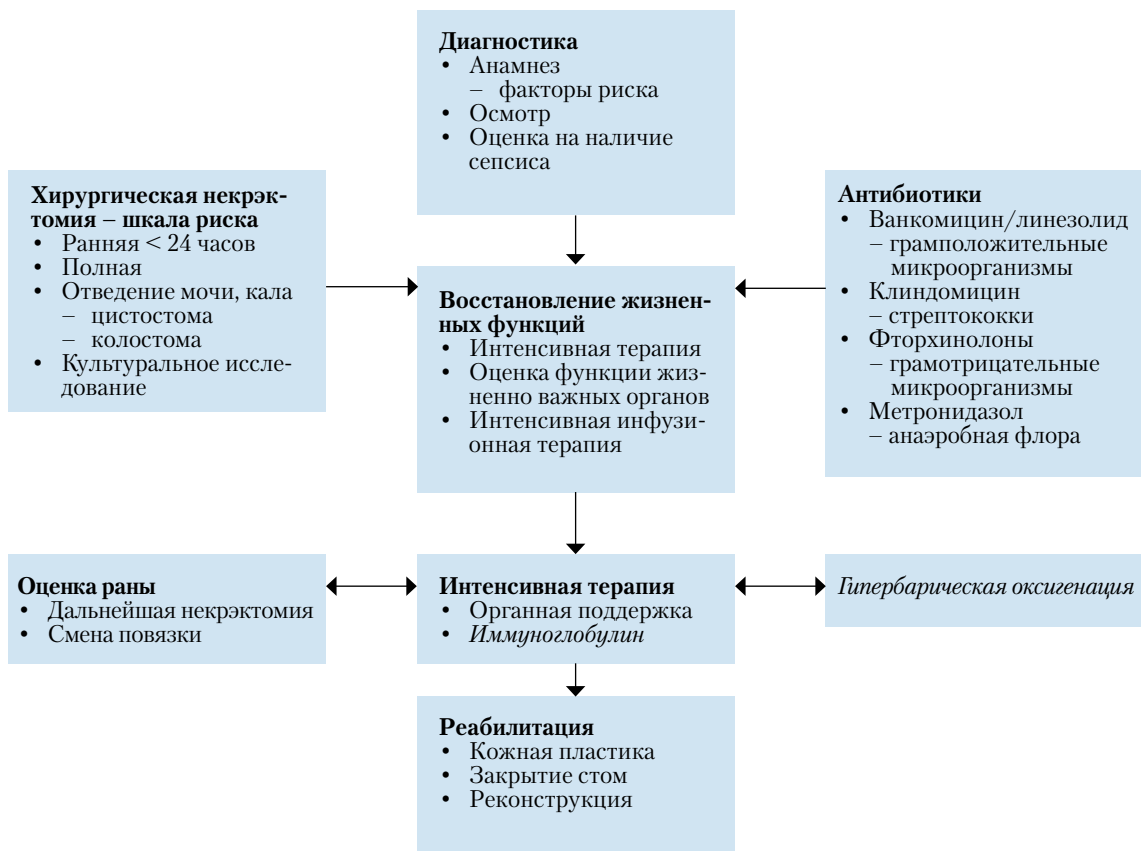 Диагностика
• Анамнез
– факторы риска
• Осмотр
• Оценка на наличие
сепсиса
Хирургическая некрэк-
томия – шкала риска
• Ранняя < 24 часов
• Полная
• Отведение мочи, кала
– цистостома
– колостома
• Культуральное иссле-
дование
Восстановление жизнен-
ных функций
• Интенсивная терапия
• Оценка функции жиз-
ненно важных органов
• Интенсивная инфузи-
онная терапия
Антибиотики
• Ванкомицин/линезолид
– грамположительные
микроорганизмы
• Клиндомицин
– стрептококки
• Фторхинолоны
– грамотрицательные
микроорганизмы
• Метронидазол
– анаэробная флора
Оценка раны
• Дальнейшая некрэктомия
• Смена повязки
Интенсивная терапия
• Органная поддержка
• Иммуноглобулин
Гипербарическая оксигенация
Реабилитация
• Кожная пластика
• Закрытие стом
• Реконструкция